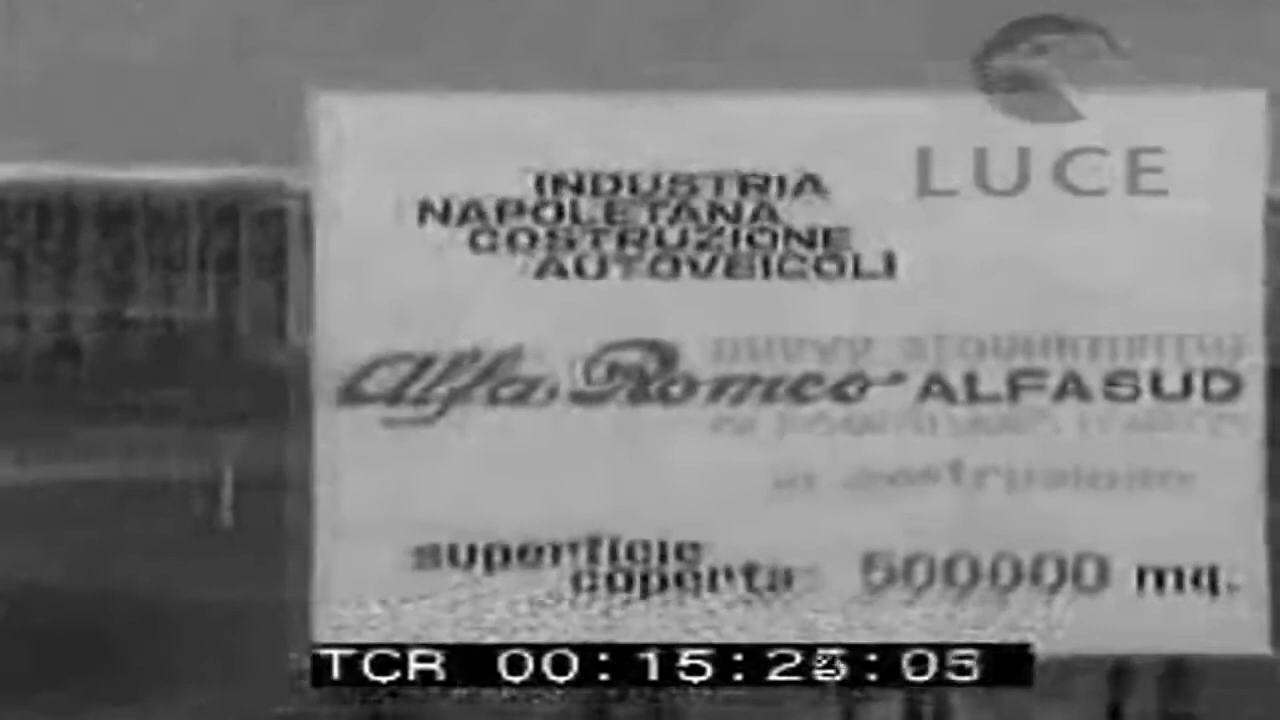 LUCE
INDUSTRIA
NAPOLETANA
COSTRUZIONE
AUTOVEICOLI
Alfa Romeo ALFASUD
superficie
coperta 500000 mq.
TCR 00:15:25:05